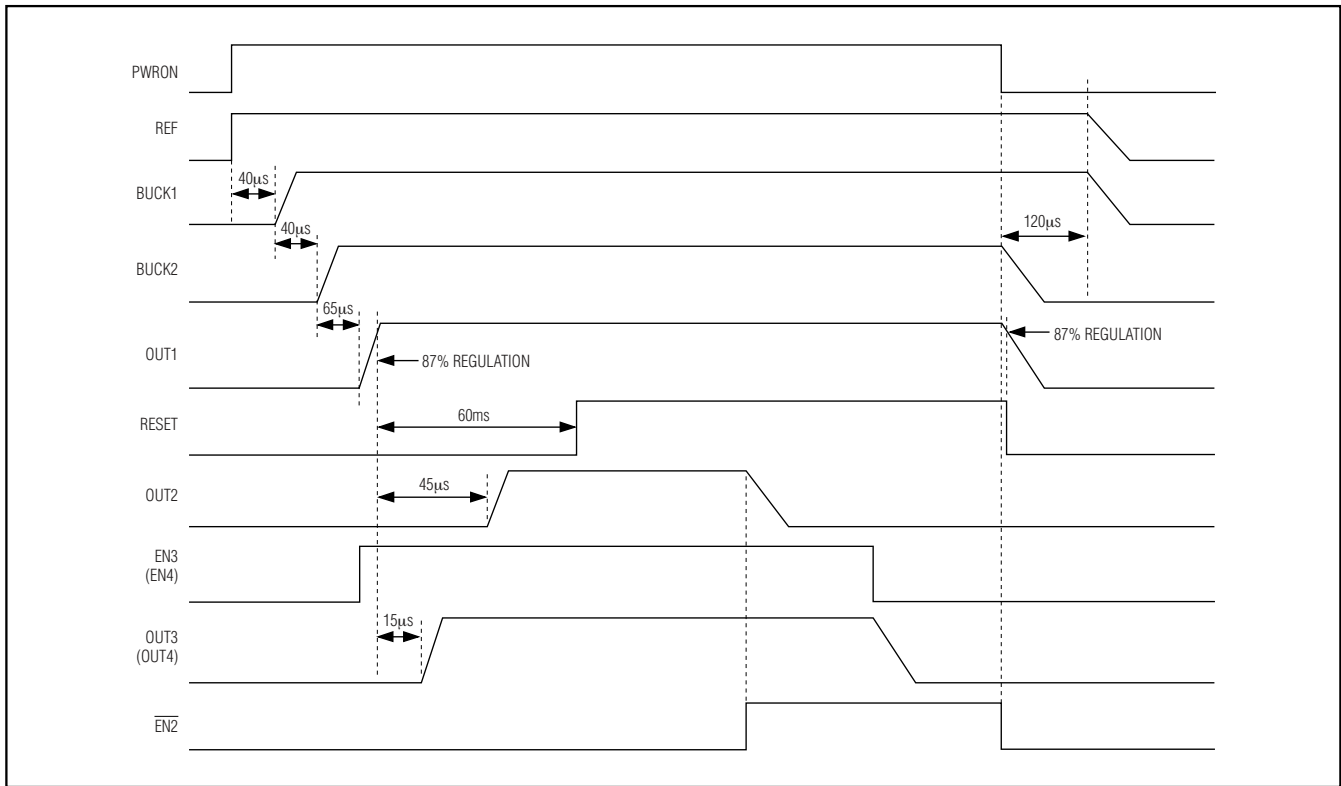 PWRON
REF
40μs
BUCK1
40μs
120μs
BUCK2
65μs
87% REGULATION
OUT1
87% REGULATION
RESET
60ms
OUT2
45μs
EN3
(EN4)
15μs
OUT3
(OUT4)
EN2